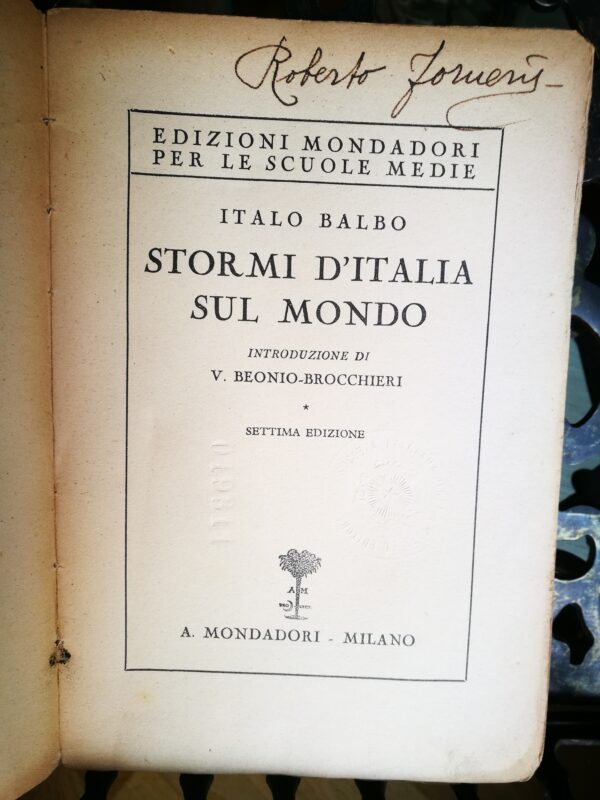 Roberto Forneris
EDIZIONI MONDADORI
PER LE SCUOLE MEDIE
ITALO BALBO
STORMI D'ITALIA
SUL MONDO
INTRODUZIONE DI
V. BEONIO-BROCCHIERI
*
SETTIMA EDIZIONE
A M
A. MONDADORI - MILANO